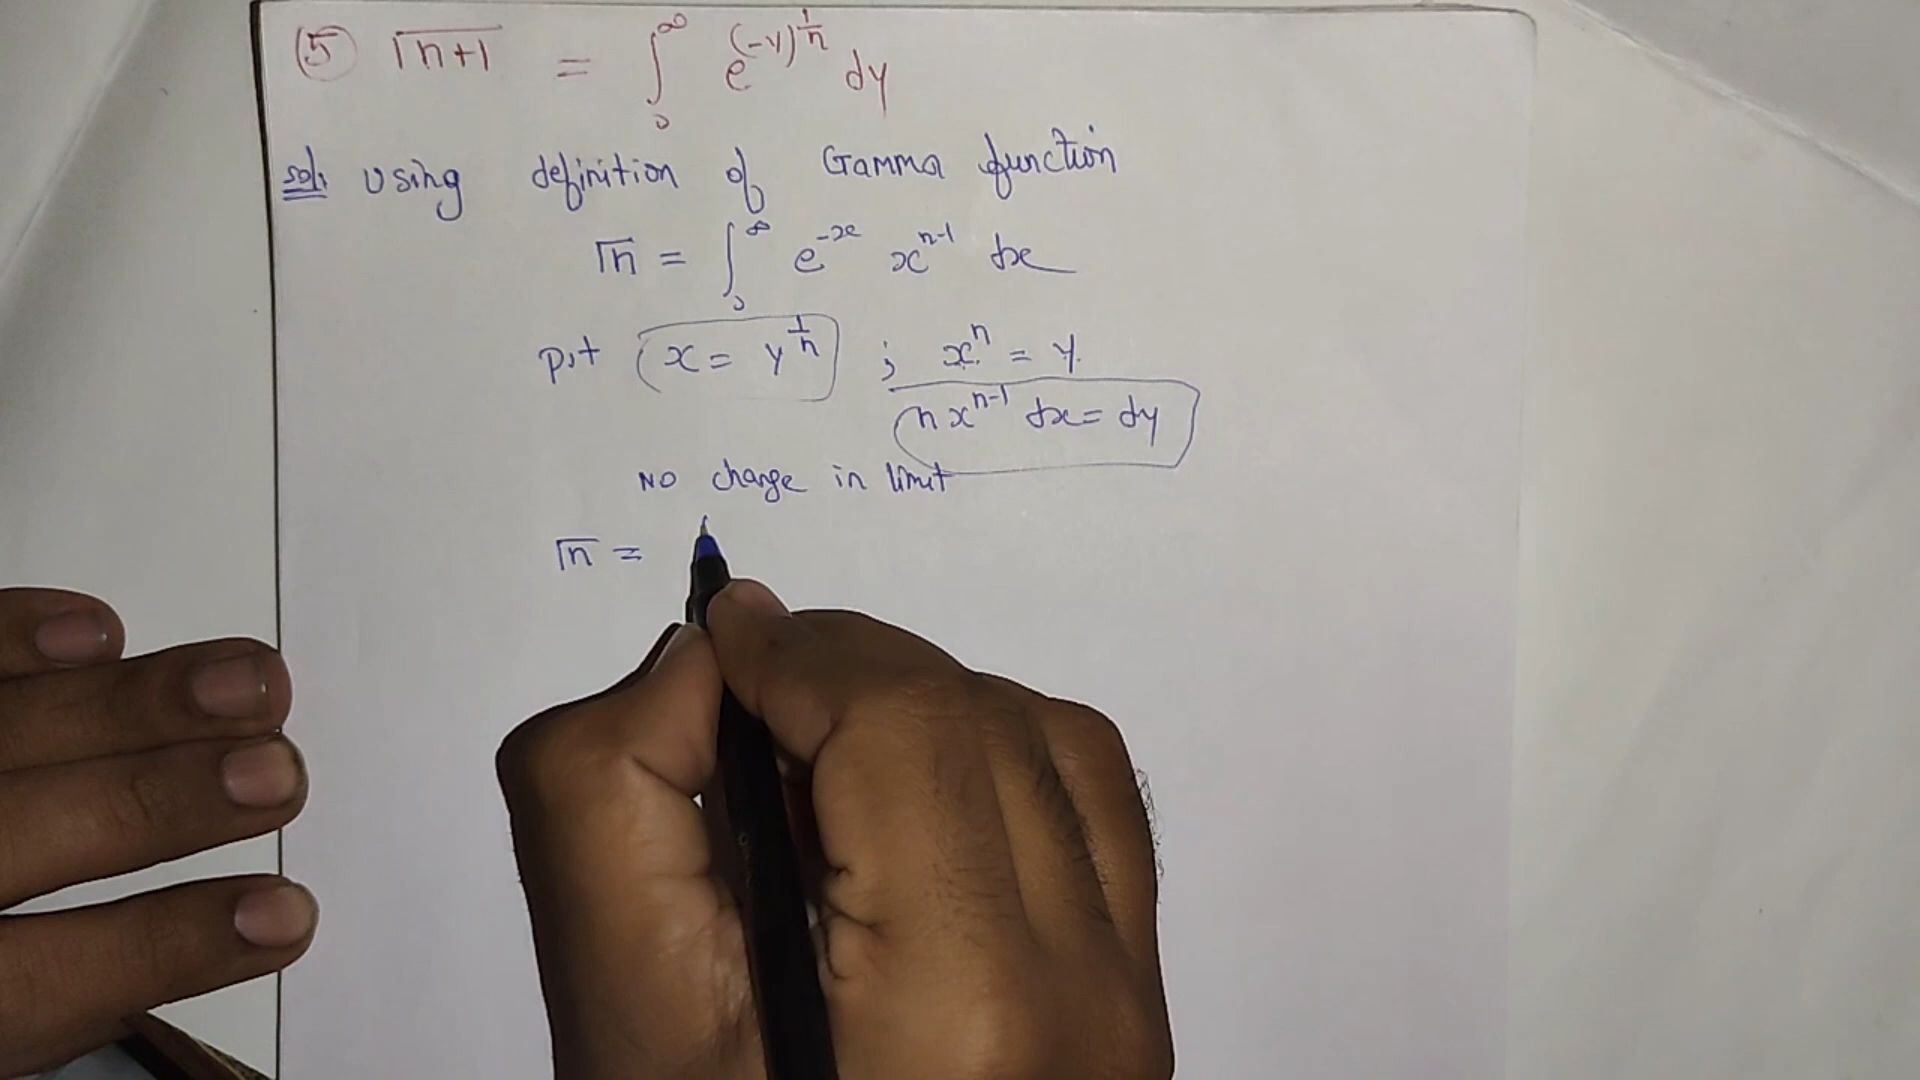 (5) Γn+1 = ∫₀^∞ e^(-y)^(1/n) dy
sol: Using definition of Gamma function
Γn = ∫₀^∞ e^(-x) x^(n-1) dx
put x = y^(1/n) ; x^n = y.
n x^(n-1) dx = dy
NO change in limit
Γn =